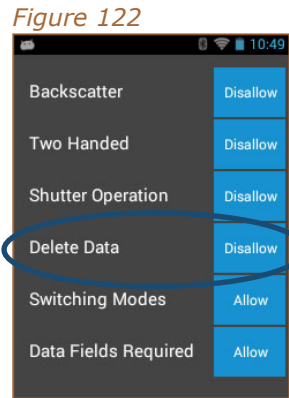 Figure 122
10:49
Backscatter Disallow
Two Handed Disallow
Shutter Operation Disallow
Delete Data Disallow
Switching Modes Allow
Data Fields Required Allow